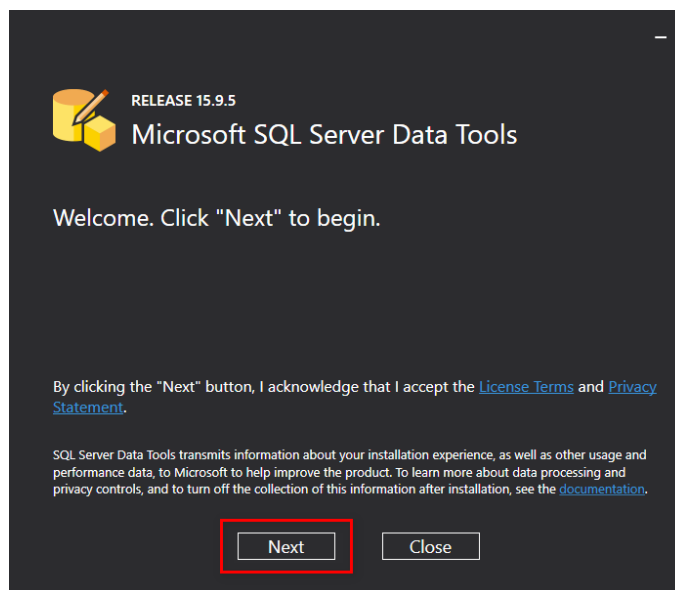 RELEASE 15.9.5
Microsoft SQL Server Data Tools
Welcome. Click "Next" to begin.
By clicking the "Next" button, I acknowledge that I accept the License Terms and Privacy
Statement.
SQL Server Data Tools transmits information about your installation experience, as well as other usage and
performance data, to Microsoft to help improve the product. To learn more about data processing and
privacy controls, and to turn off the collection of this information after installation, see the documentation.
Next Close